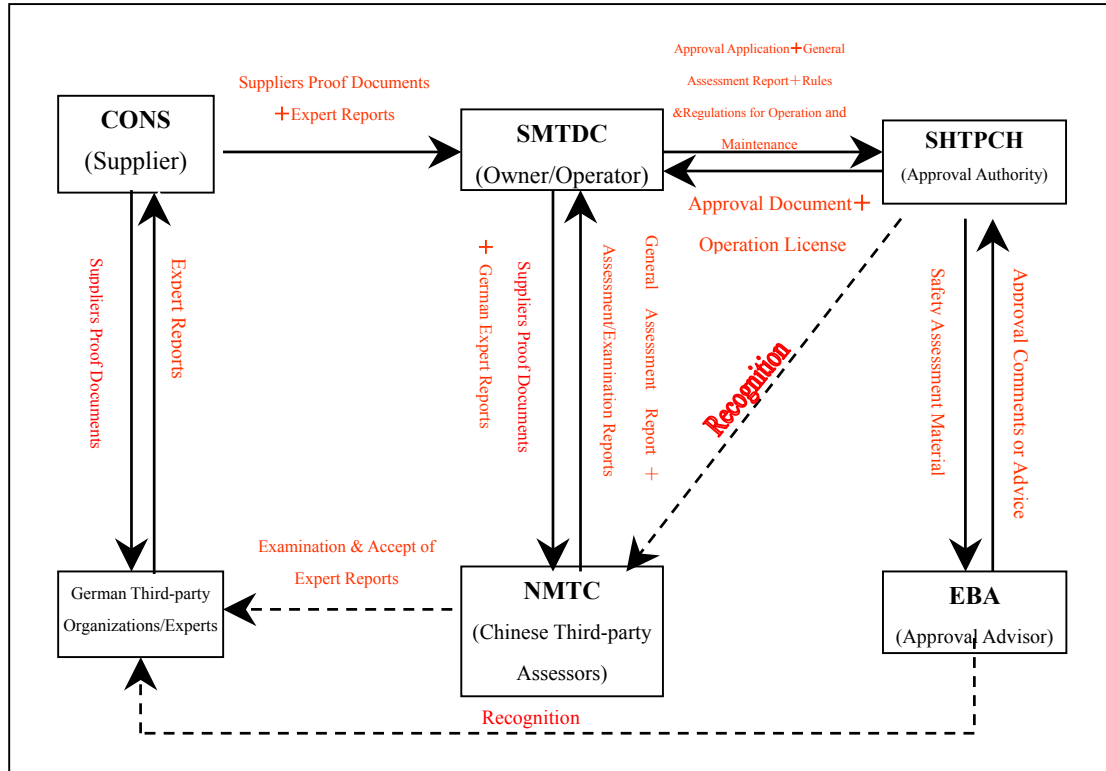 CONS
(Supplier)
Suppliers Proof Documents
+Expert Reports
SMTDC
(Owner/Operator)
Approval Application+General
Assessment Report+Rules
&Regulations for Operation and
Maintenance
SHTPCH
(Approval Authority)
Approval Document+
Operation License
Suppliers Proof Documents
Expert Reports
+ German Expert Reports
Suppliers Proof Documents
Assessment/Examination Reports
General Assessment Report +
Recognition
Safety Assessment Material
Approval Comments or Advice
Examination & Accept of
Expert Reports
German Third-party
Organizations/Experts
NMTC
(Chinese Third-party
Assessors)
EBA
(Approval Advisor)
Recognition